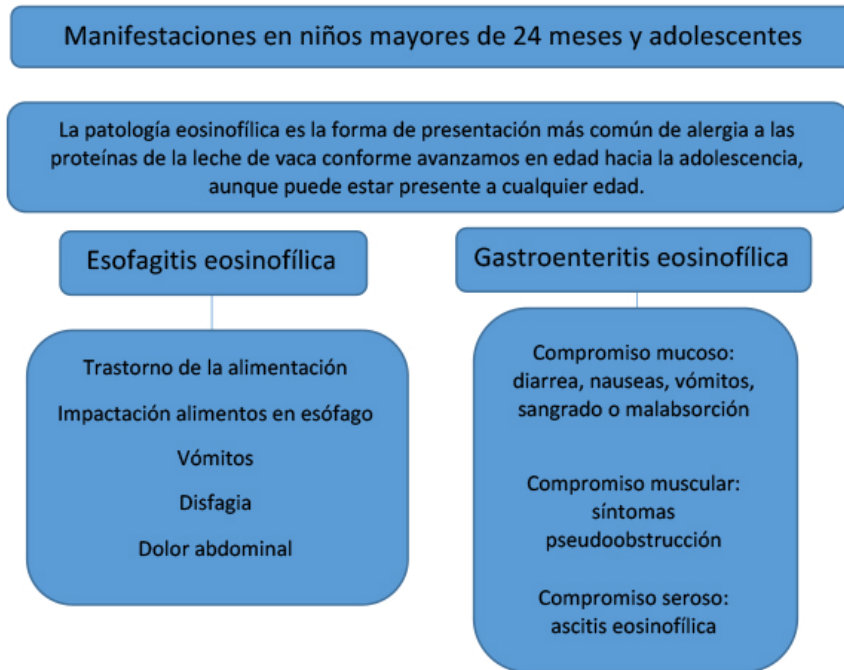 Manifestaciones en niños mayores de 24 meses y adolescentes
La patología eosinofílica es la forma de presentación más común de alergia a las
proteínas de la leche de vaca conforme avanzamos en edad hacia la adolescencia,
aunque puede estar presente a cualquier edad.
Esofagitis eosinofílica
Trastorno de la alimentación
Impactación alimentos en esófago
Vómitos
Disfagia
Dolor abdominal
Gastroenteritis eosinofílica
Compromiso mucoso:
diarrea, nauseas, vómitos,
sangrado o malabsorción
Compromiso muscular:
síntomas
pseudoobstrucción
Compromiso seroso:
ascitis eosinofílica